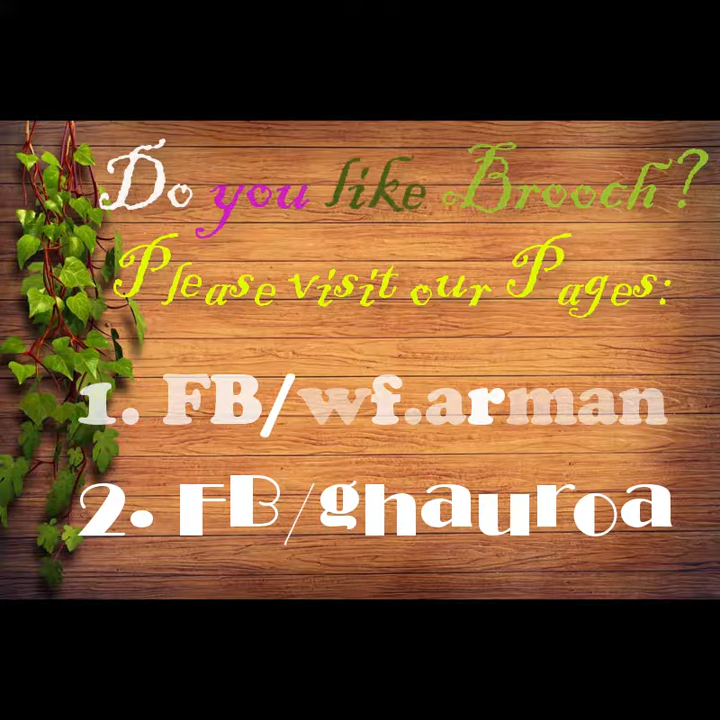 Do you like Brooch?
Please visit our Pages:
1. FB/wf.arman
2. FB/ghauroa